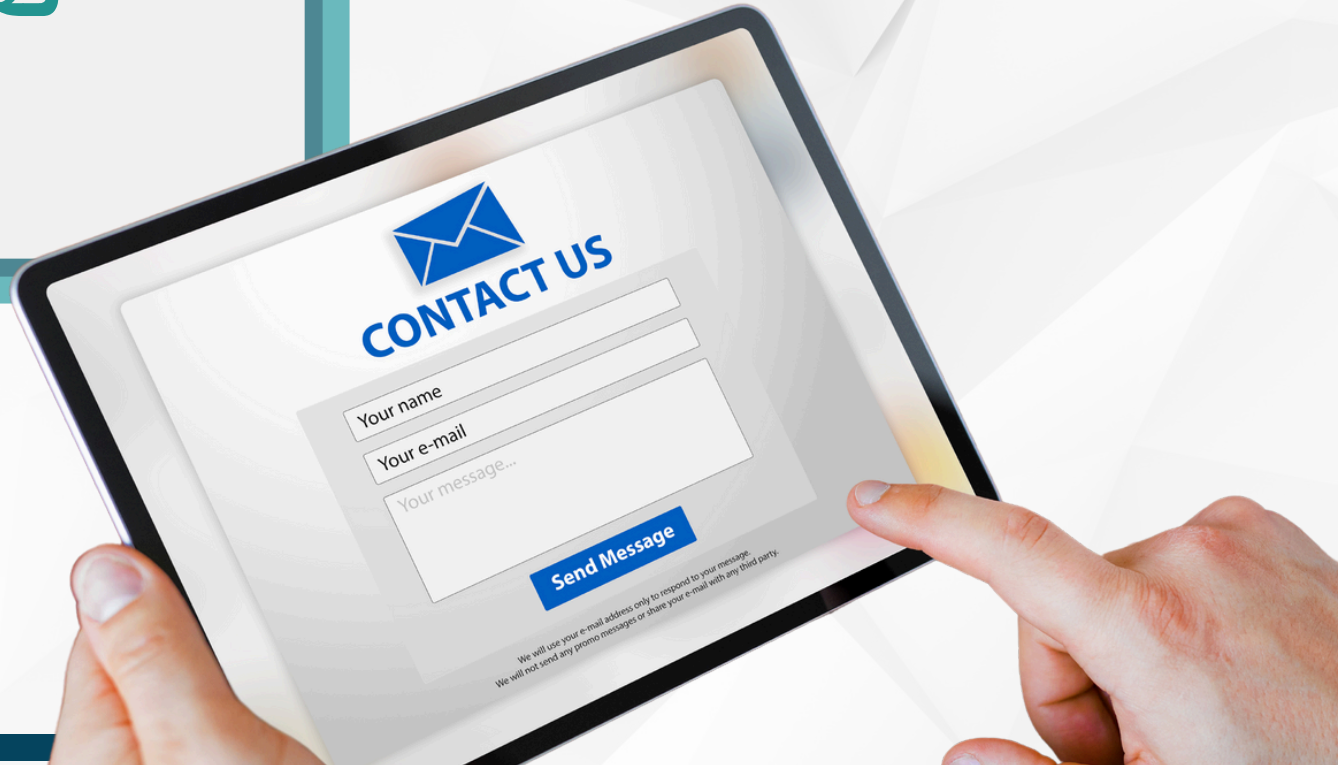 CONTACT US
Your name
Your e-mail
Your message...
Send Message
We will use your e-mail address only to respond to your message.
We will not send any promo messages or share your e-mail with any third party.